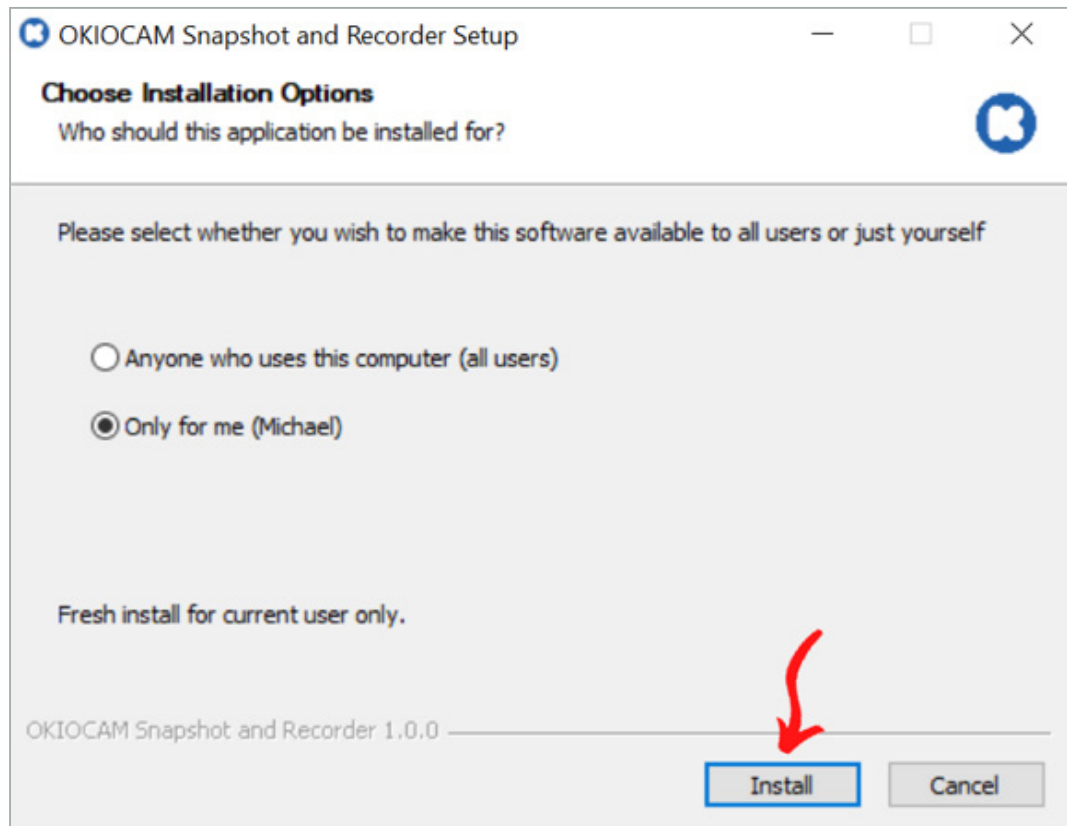 OKIOCAM Snapshot and Recorder Setup
Choose Installation Options
Who should this application be installed for?
Please select whether you wish to make this software available to all users or just yourself
Anyone who uses this computer (all users)
Only for me (Michael)
Fresh install for current user only.
OKIOCAM Snapshot and Recorder 1.0.0
Install
Cancel